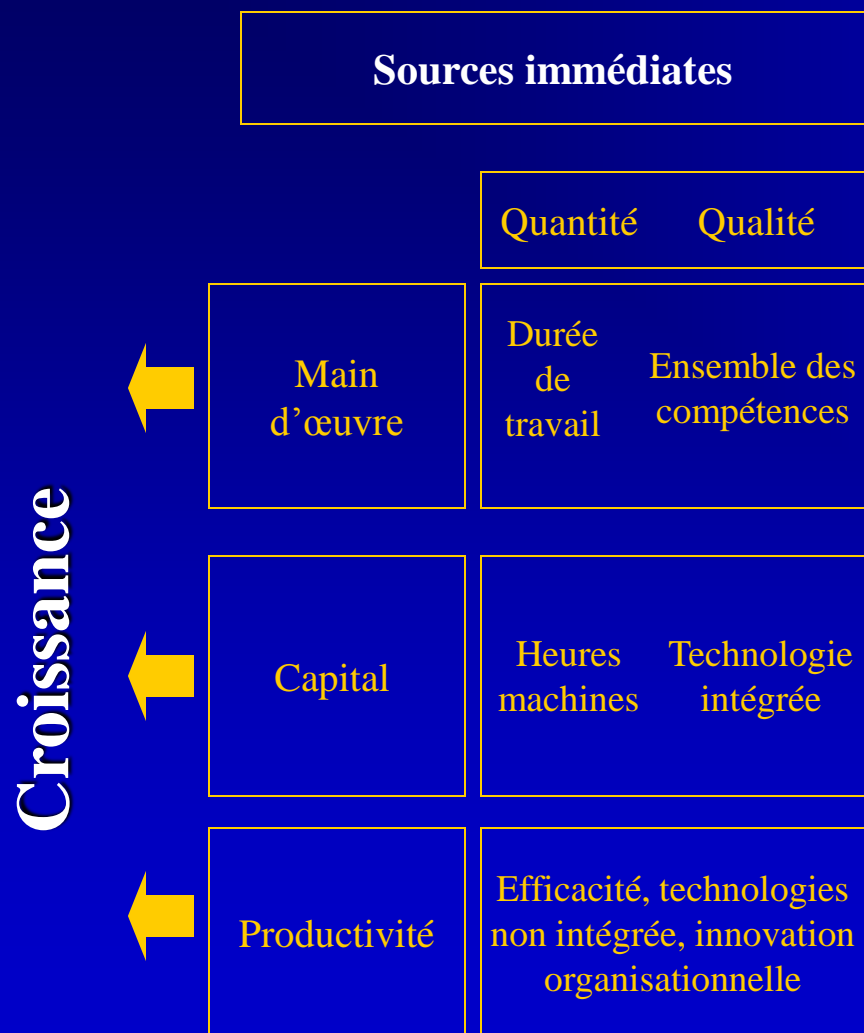 Sources immédiates
Quantité Qualité
Croissance
Main
d’œuvre
Durée
de
travail
Ensemble des
compétences
Capital
Heures
machines
Technologie
intégrée
Productivité
Efficacité, technologies
non intégrée, innovation
organisationnelle